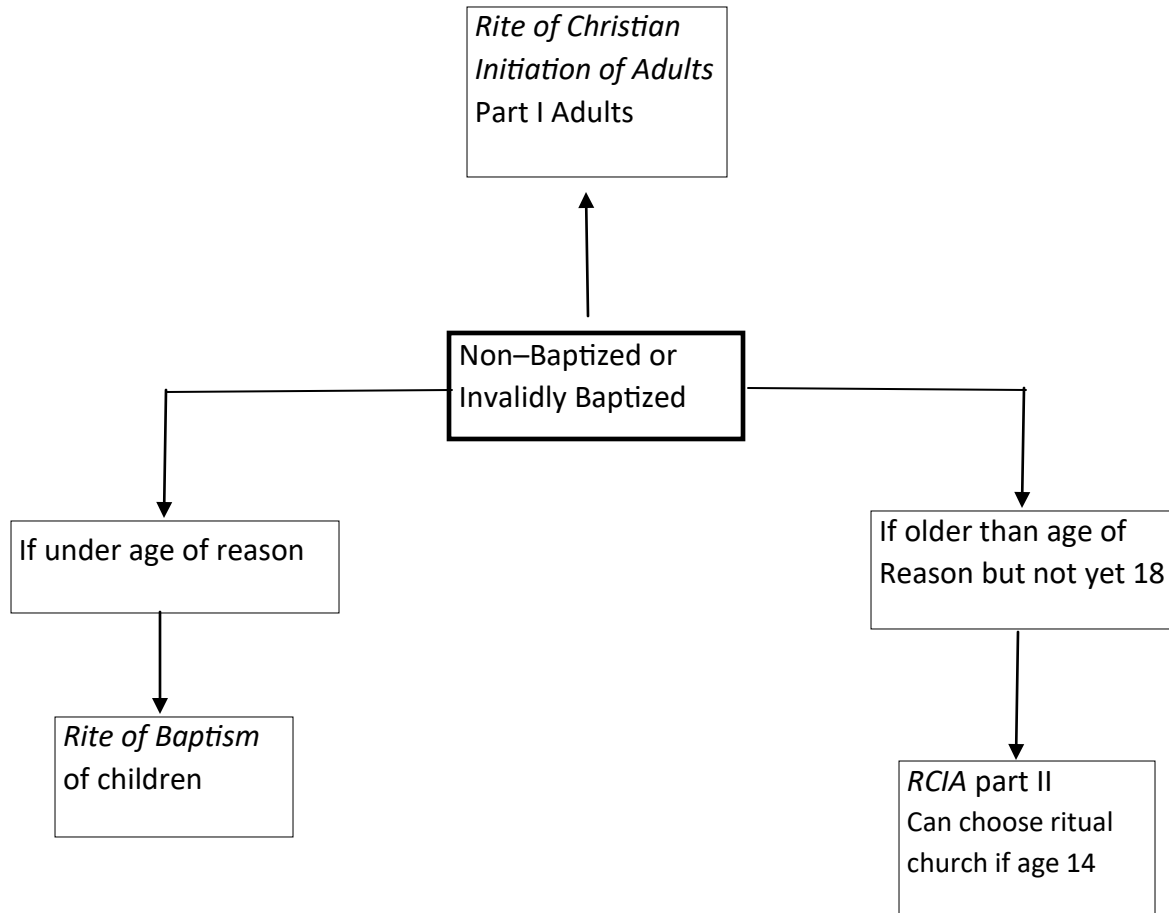 Rite of Christian
Initiation of Adults
Part I Adults
Non–Baptized or
Invalidly Baptized
If under age of reason
If older than age of
Reason but not yet 18
Rite of Baptism
of children
RCIA part II
Can choose ritual
church if age 14